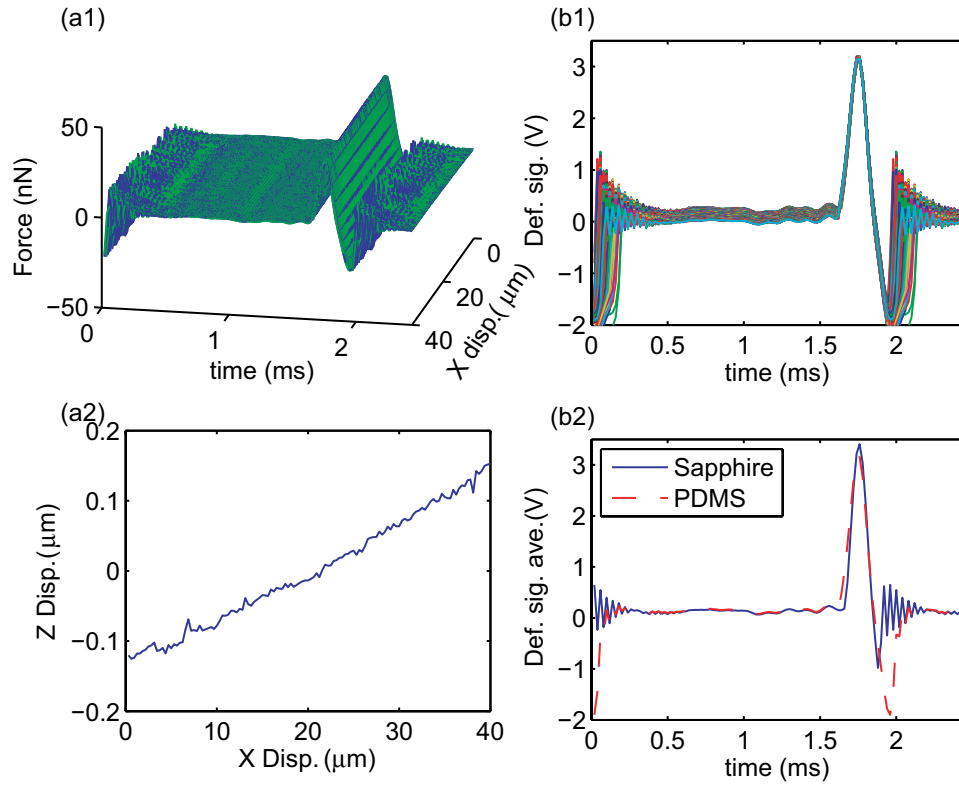 (a1)
50
0
−50
Force (nN)
0
1
2
time (ms)
0
20
40
X disp.( μm)
(b1)
3
2
1
0
−1
−2
Def. sig. (V)
0
0.5
1
1.5
2
time (ms)
(a2)
0.2
0.1
0
−0.1
−0.2
Z Disp.(μm)
0
10
20
30
40
X Disp. (μm)
(b2)
Sapphire
PDMS
3
2
1
0
−1
−2
Def. sig. ave.(V)
0
0.5
1
1.5
2
time (ms)